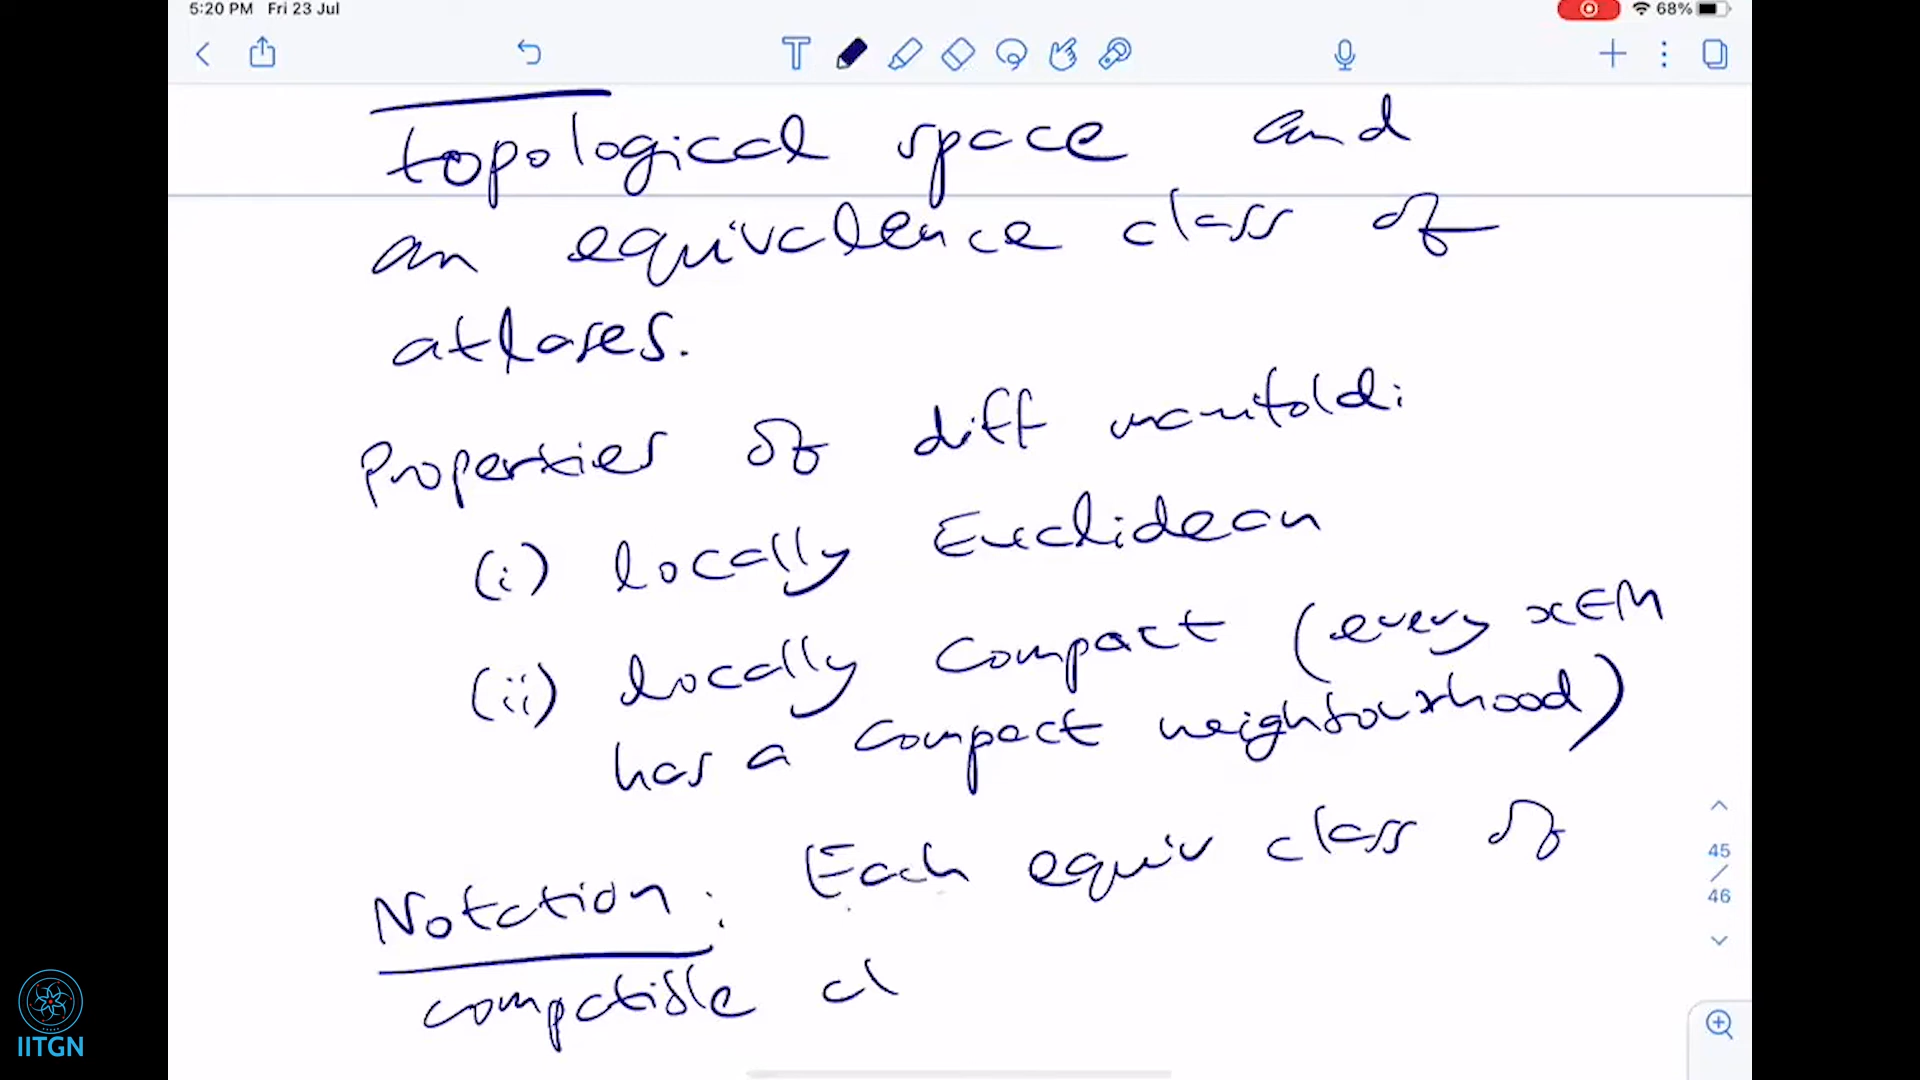 5:20 PM Fri 23 Jul
68%
topological space and
an equivalence class of
atlases.
Properties of diff manifold:
(i) locally Euclidean
(ii) locally compact (every x∈M
has a compact neighbourhood)
Notation: Each equiv class of
compatible
45
/
46
IITGN